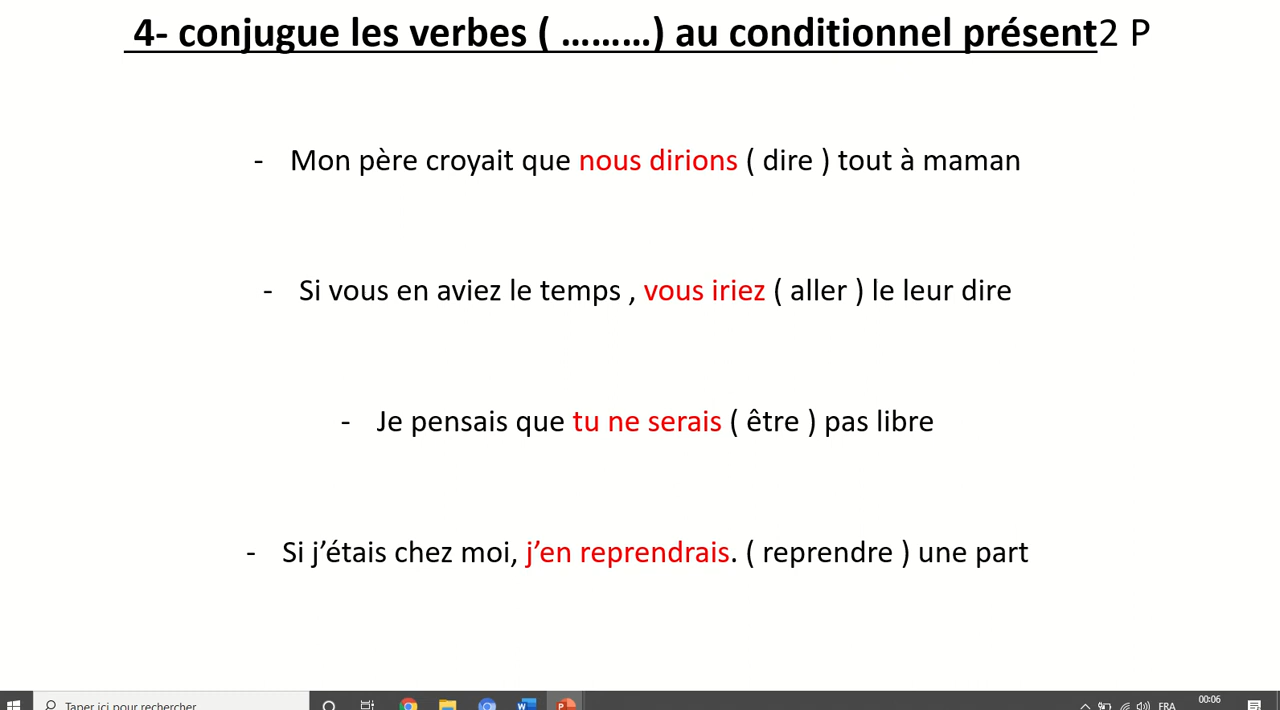 4- conjugue les verbes ( ………) au conditionnel présent2 P
- Mon père croyait que nous dirions ( dire ) tout à maman
- Si vous en aviez le temps , vous iriez ( aller ) le leur dire
- Je pensais que tu ne serais ( être ) pas libre
- Si j’étais chez moi, j’en reprendrais. ( reprendre ) une part
Taper ici pour rechercher
00:06
FRA